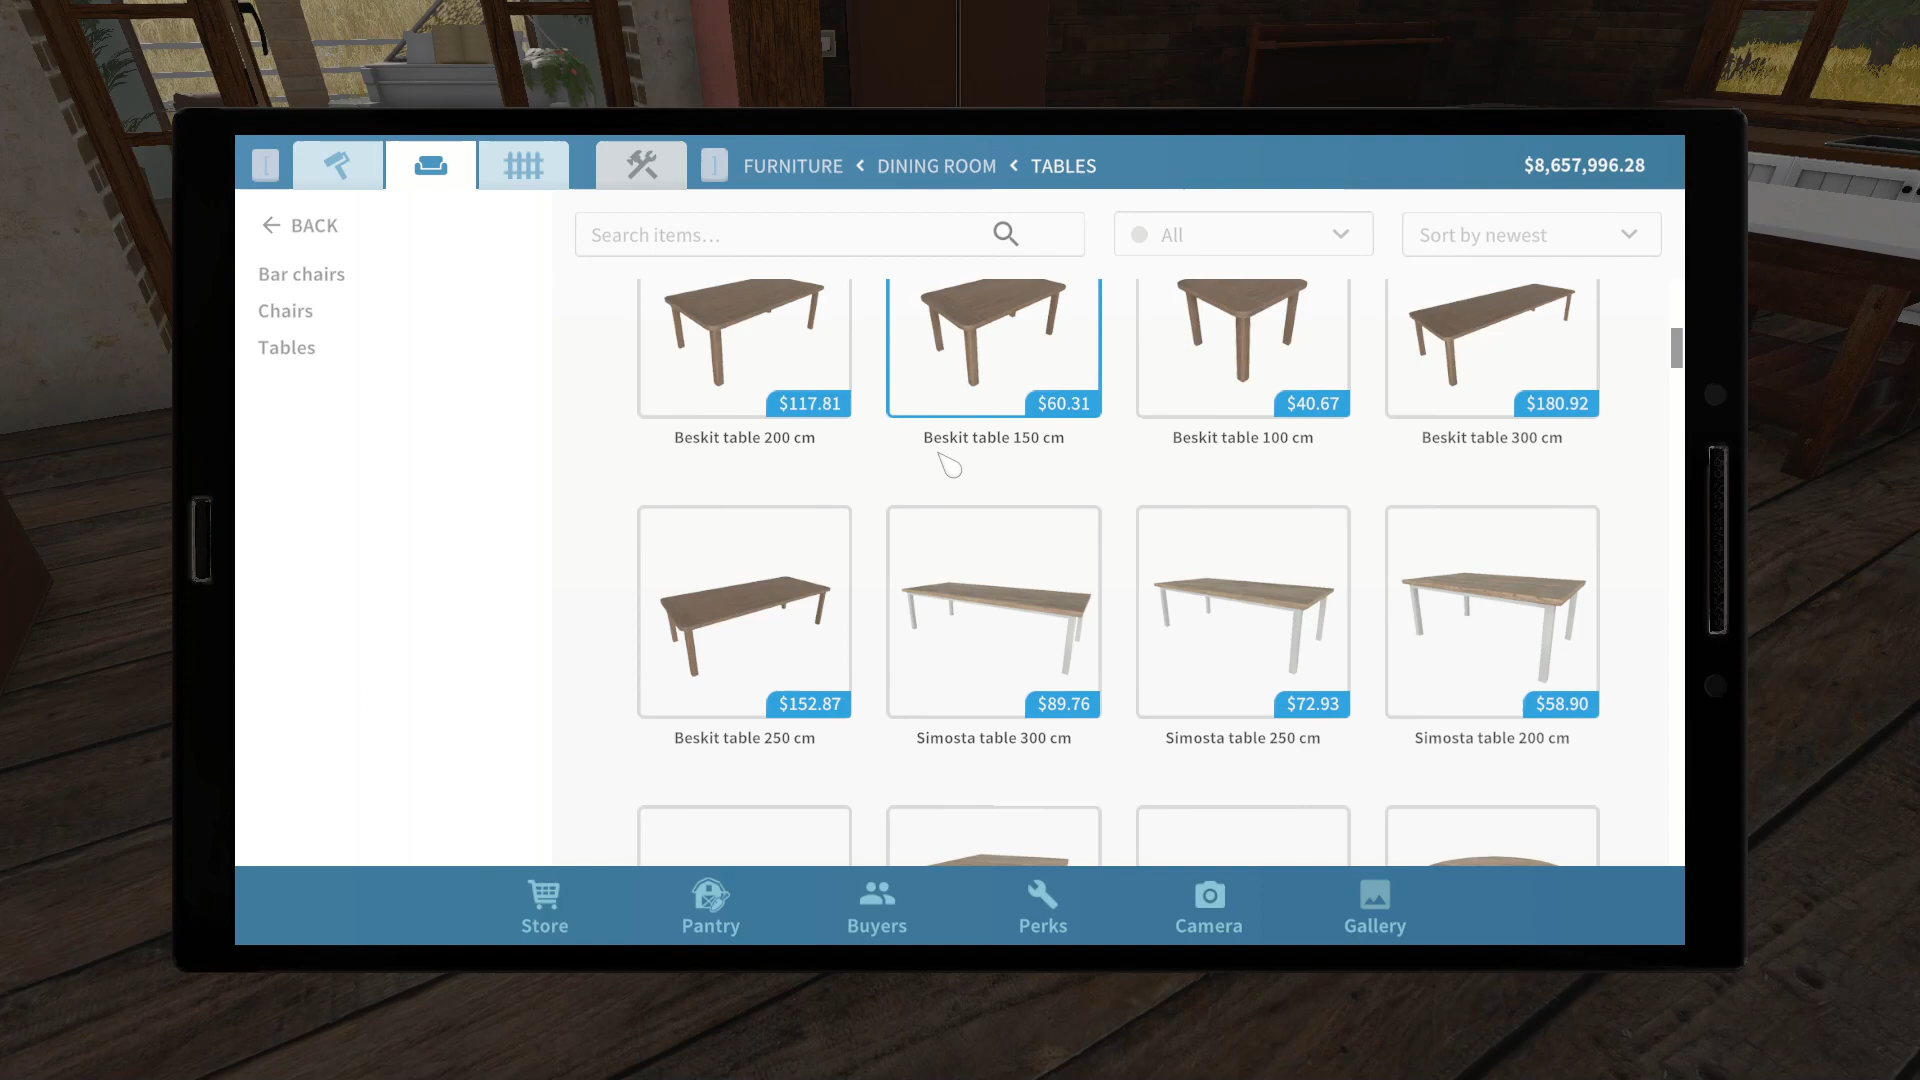 [
] FURNITURE < DINING ROOM < TABLES
$8,657,996.28
BACK
Bar chairs
Chairs
Tables
Search items...
All
Sort by newest
$117.81
$60.31
$40.67
$180.92
Beskit table 200 cm
Beskit table 150 cm
Beskit table 100 cm
Beskit table 300 cm
$152.87
$89.76
$72.93
$58.90
Beskit table 250 cm
Simosta table 300 cm
Simosta table 250 cm
Simosta table 200 cm
Store
Pantry
Buyers
Perks
Camera
Gallery